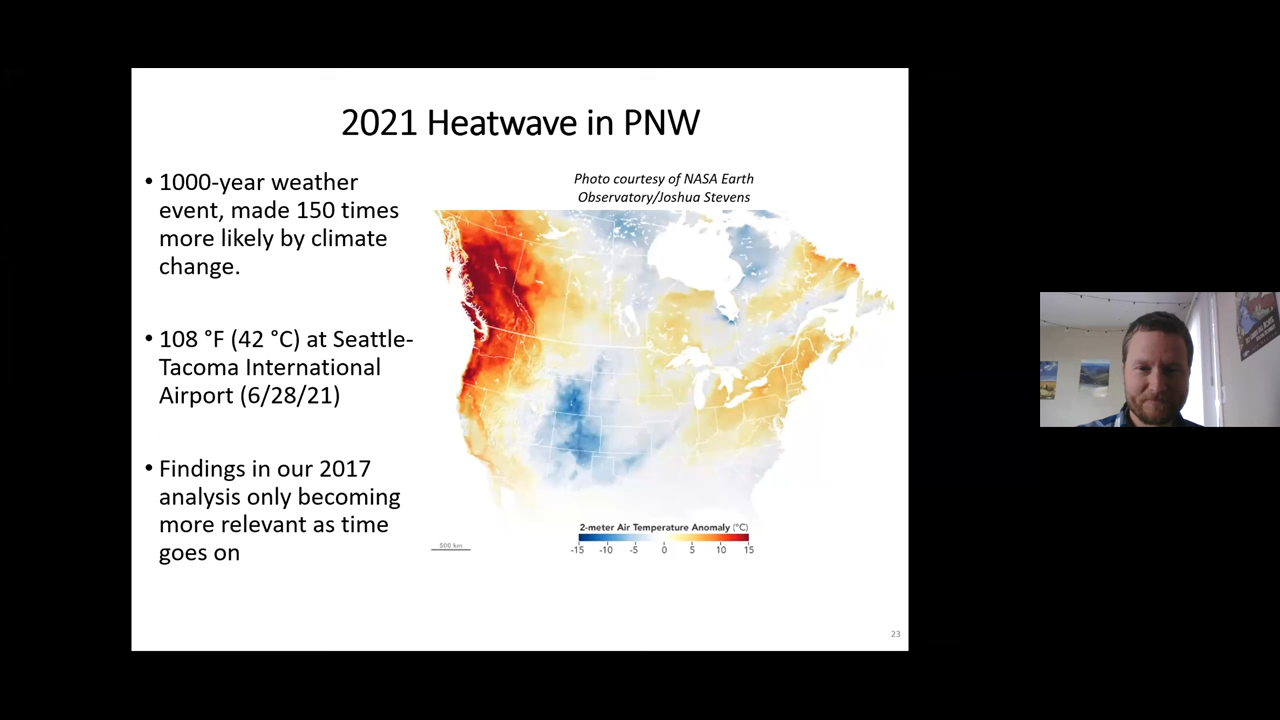 2021 Heatwave in PNW
• 1000-year weather
event, made 150 times
more likely by climate
change.
• 108 °F (42 °C) at Seattle-
Tacoma International
Airport (6/28/21)
• Findings in our 2017
analysis only becoming
more relevant as time
goes on
Photo courtesy of NASA Earth
Observatory/Joshua Stevens
500 km
2-meter Air Temperature Anomaly (°C)
-15 -10 -5 0 5 10 15
23